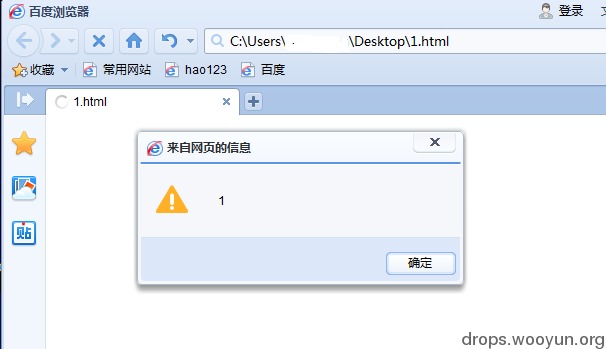 百度浏览器
登录
C:\Users\ \Desktop\1.html
收藏 常用网站 hao123 百度
1.html
来自网页的信息
1
贴
确定
drops.wooyun.org